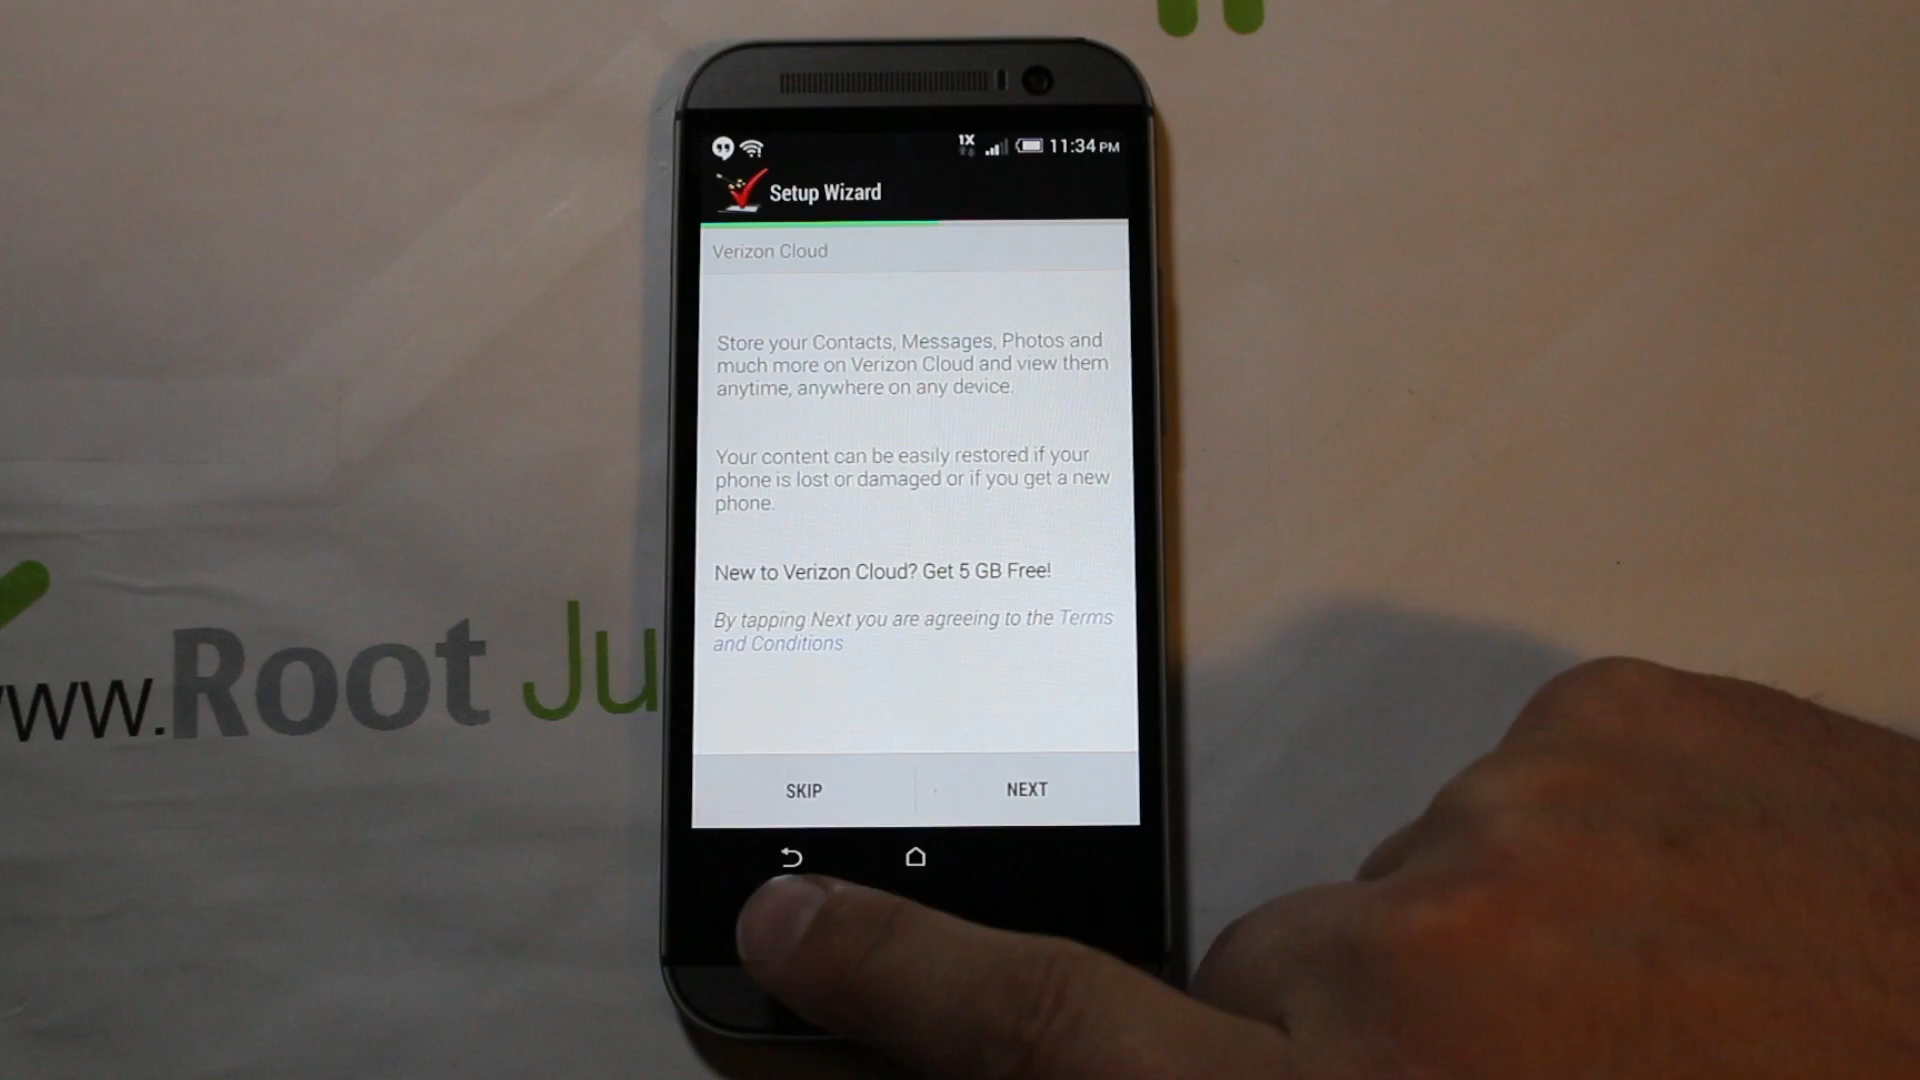 1X 11:34 PM
Setup Wizard
Verizon Cloud
Store your Contacts, Messages, Photos and
much more on Verizon Cloud and view them
anytime, anywhere on any device.
Your content can be easily restored if your
phone is lost or damaged or if you get a new
phone.
New to Verizon Cloud? Get 5 GB Free!
By tapping Next you are agreeing to the Terms
and Conditions
SKIP NEXT
www.Root Ju